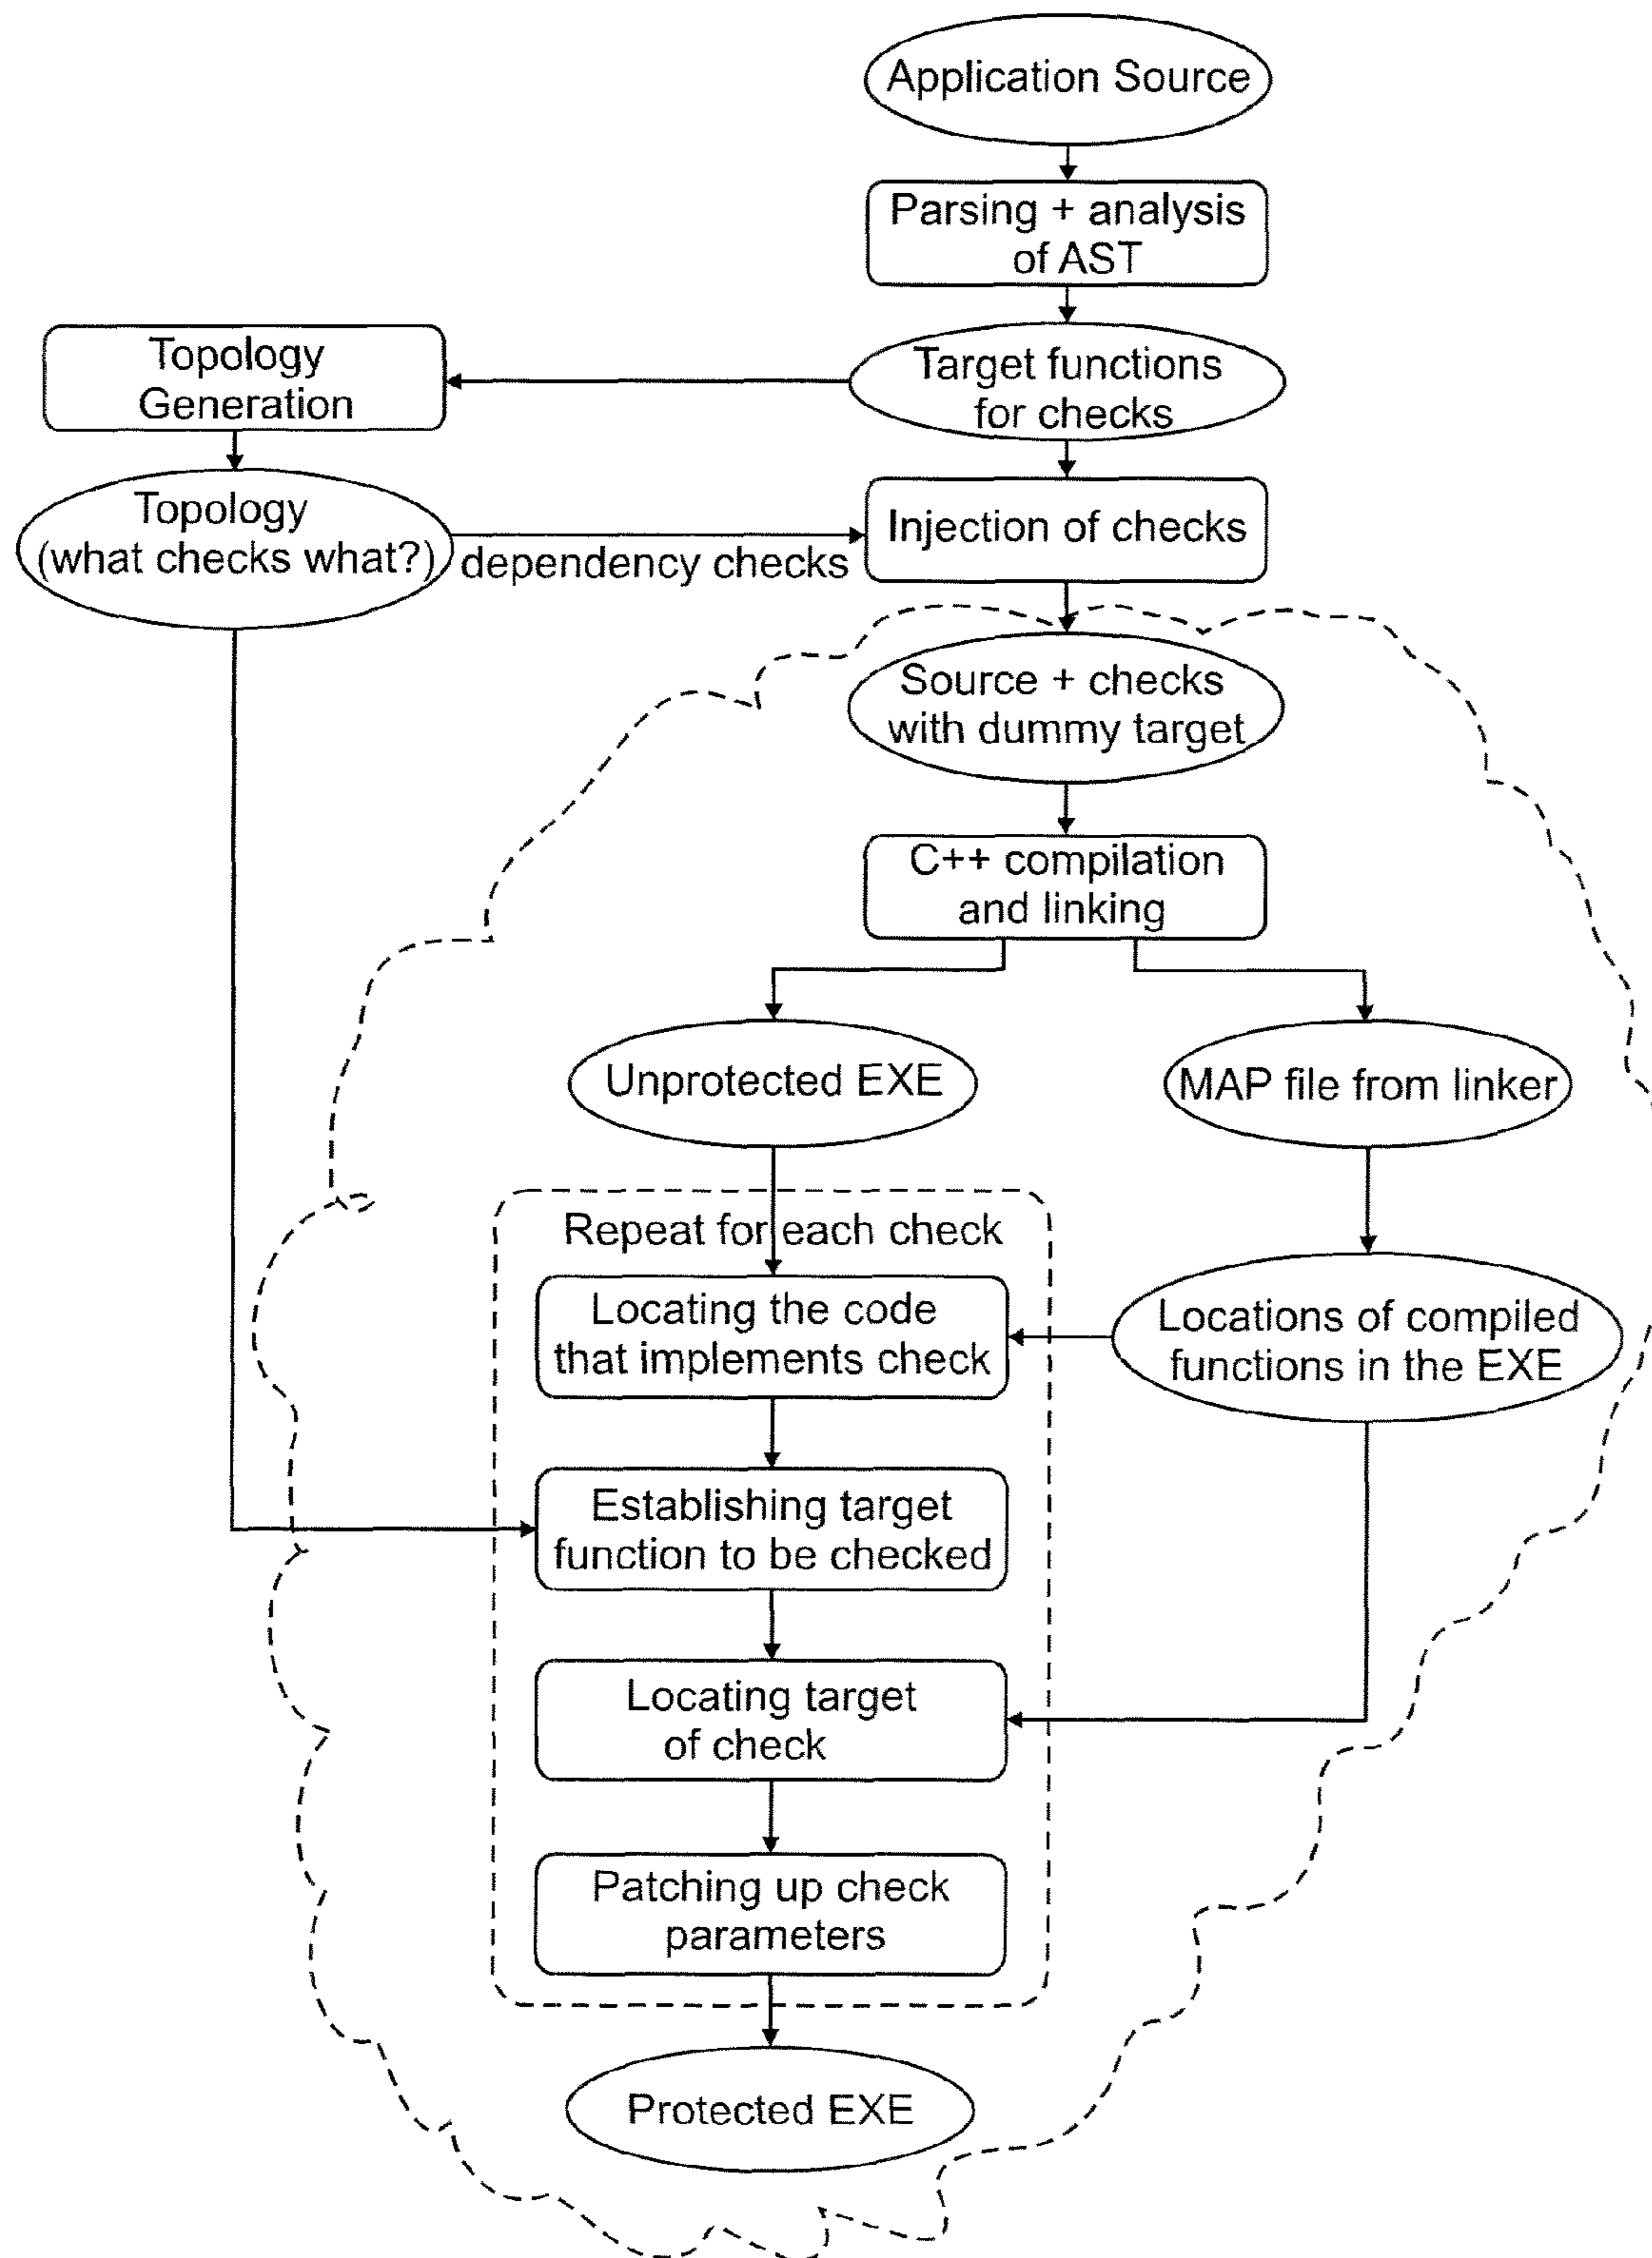 Application Source
Parsing + analysis
of AST
Topology
Generation
Target functions
for checks
Topology
(what checks what?)
dependency checks
Injection of checks
Source + checks
with dummy target
C++ compilation
and linking
Unprotected EXE
MAP file from linker
Repeat for each check
Locating the code
that implements check
Locations of compiled
functions in the EXE
Establishing target
function to be checked
Locating target
of check
Patching up check
parameters
Protected EXE